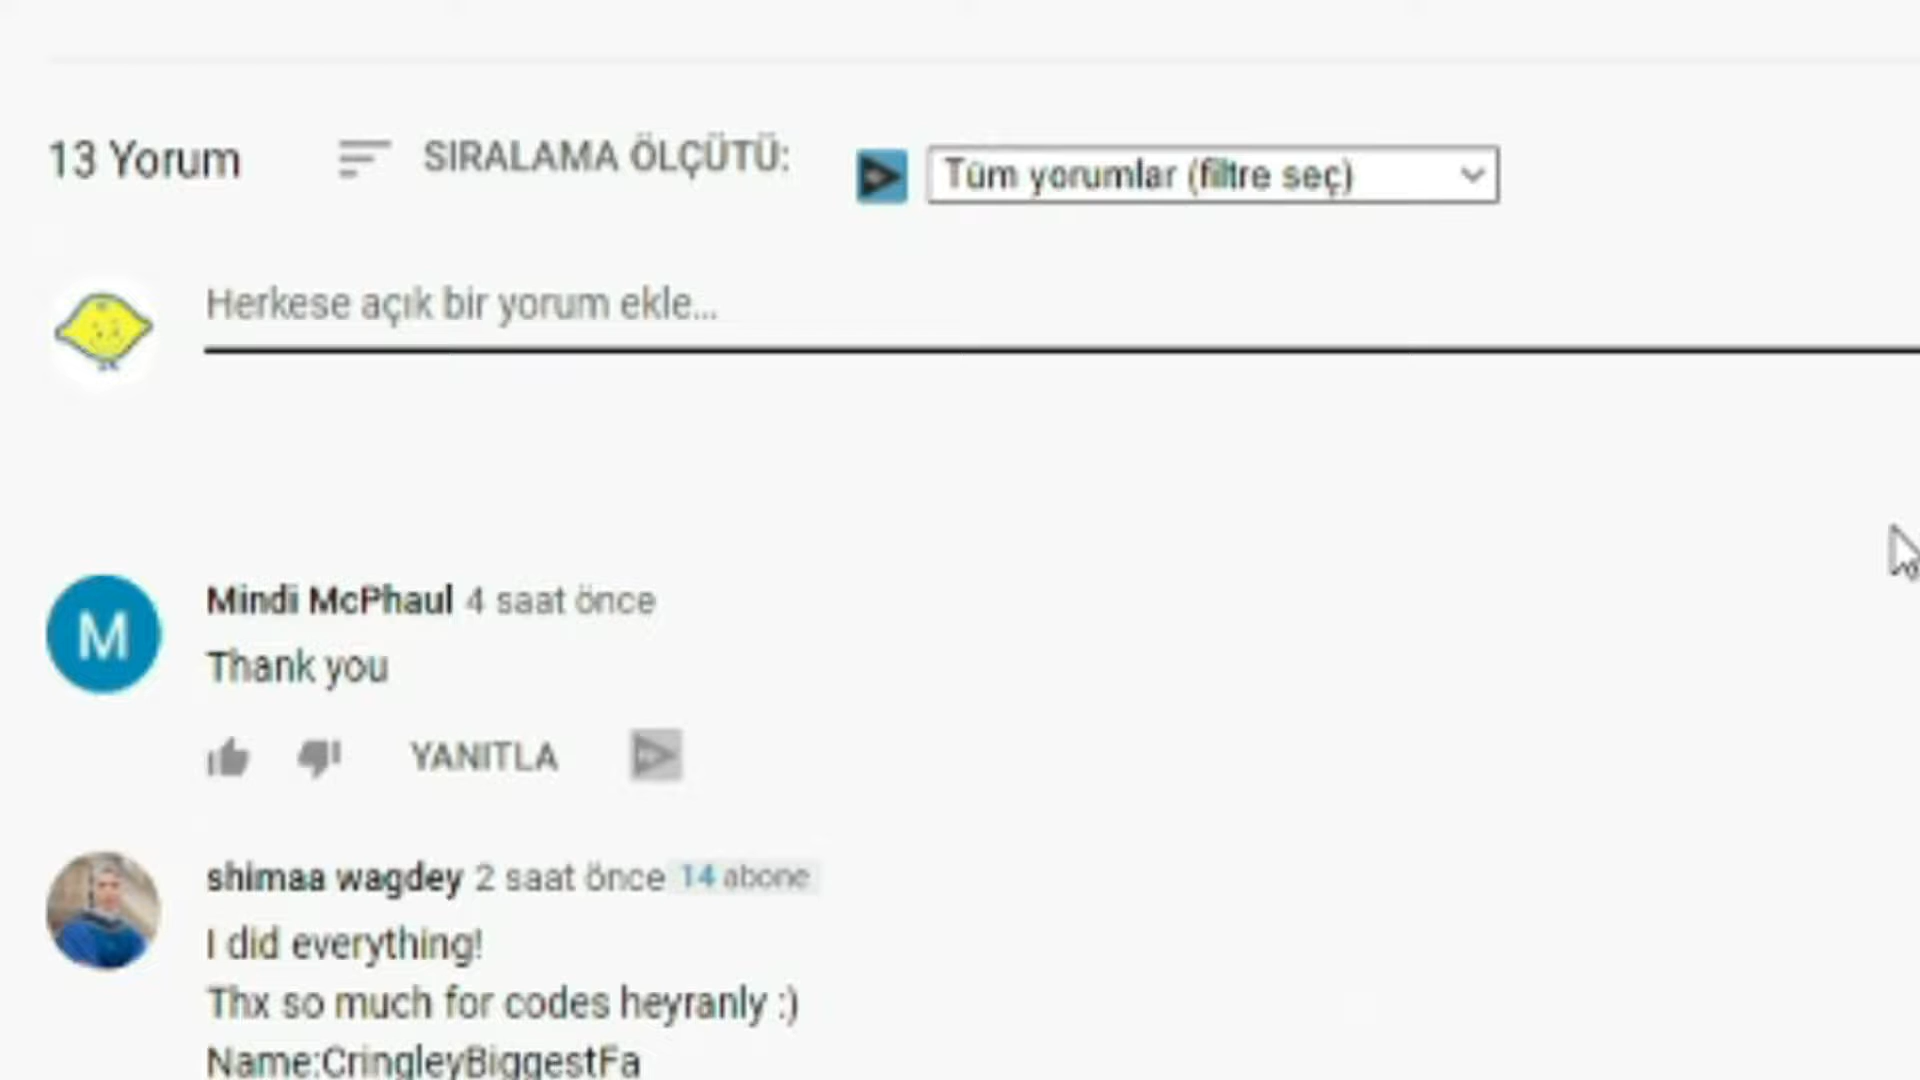 13 Yorum
SIRALAMA ÖLÇÜTÜ:
Tüm yorumlar (filtre seç)
Herkese açık bir yorum ekle...
M
Mindi McPhaul 4 saat önce
Thank you
YANITLA
shimaa wagdey 2 saat önce 14 abone
I did everything!
Thx so much for codes heyranly :)
Name:CringleyBiggestFa